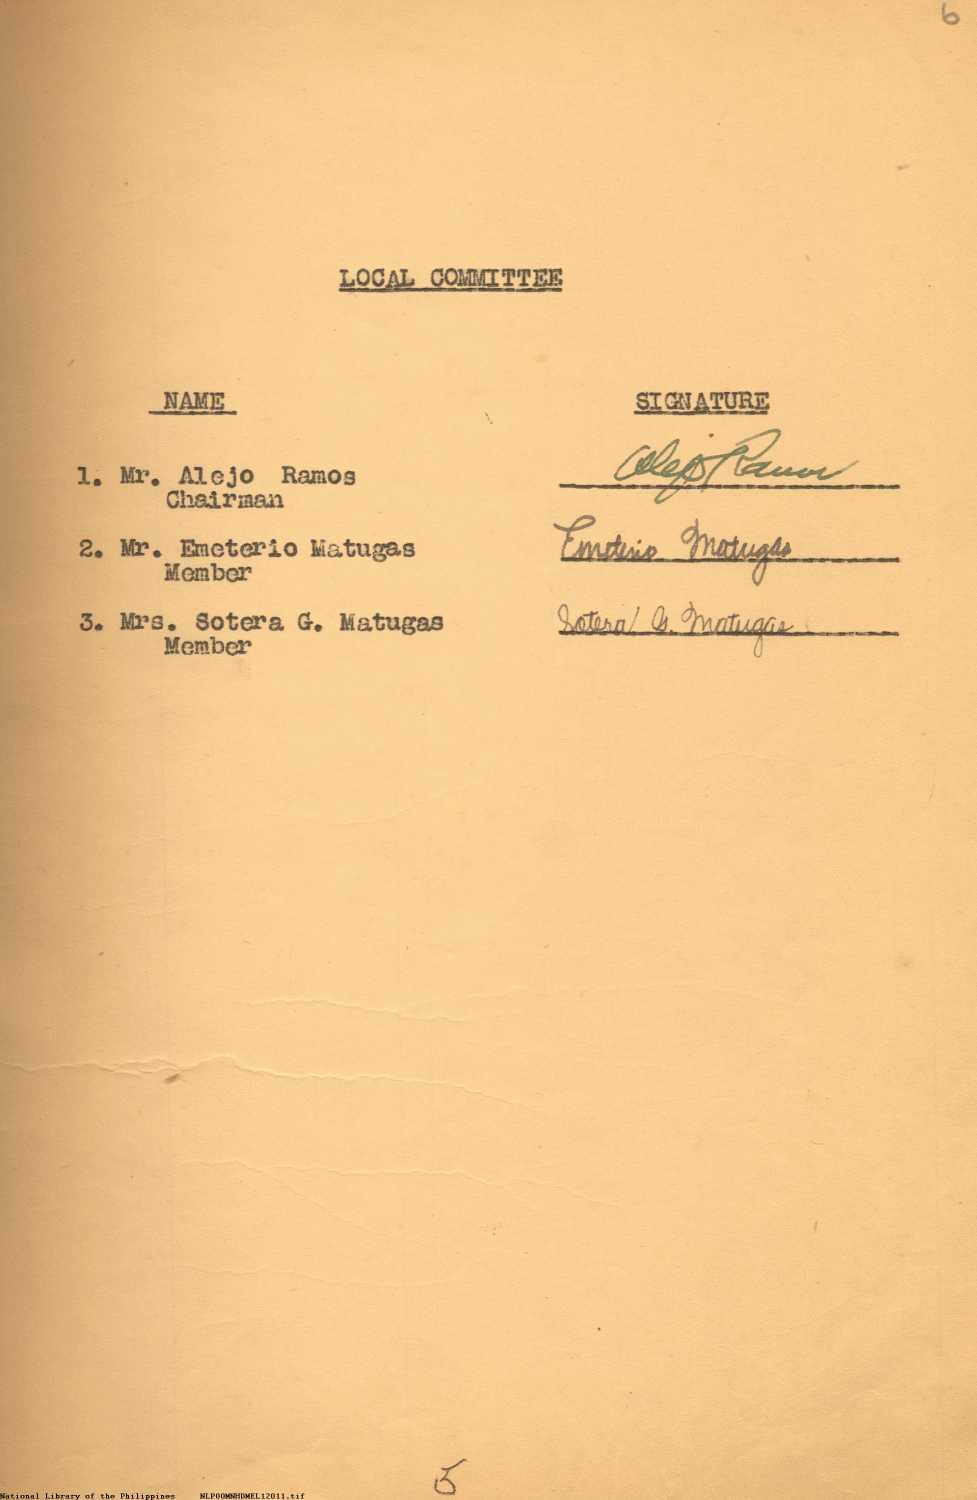 6
LOCAL COMMITTEE
NAME SIGNATURE
1. Mr. Alejo Ramos Alejo Ramos
Chairman
2. Mr. Emeterio Matugas Emeterio Matugas
Member
3. Mrs. Sotera G. Matugas Sotera G. Matugas
Member
5
National Library of the Philippines NLP00MNHDMEL12011.tif